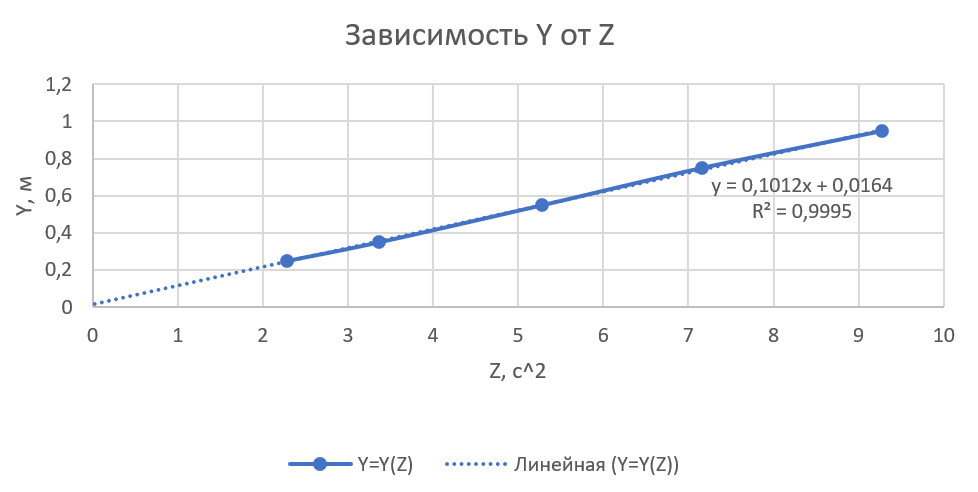 Зависимость Y от Z
1,2
1
0,8
0,6
0,4
0,2
0
Y, м
y = 0,1012x + 0,0164
R² = 0,9995
0 1 2 3 4 5 6 7 8 9 10
Z, с^2
Y=Y(Z) Линейная (Y=Y(Z))